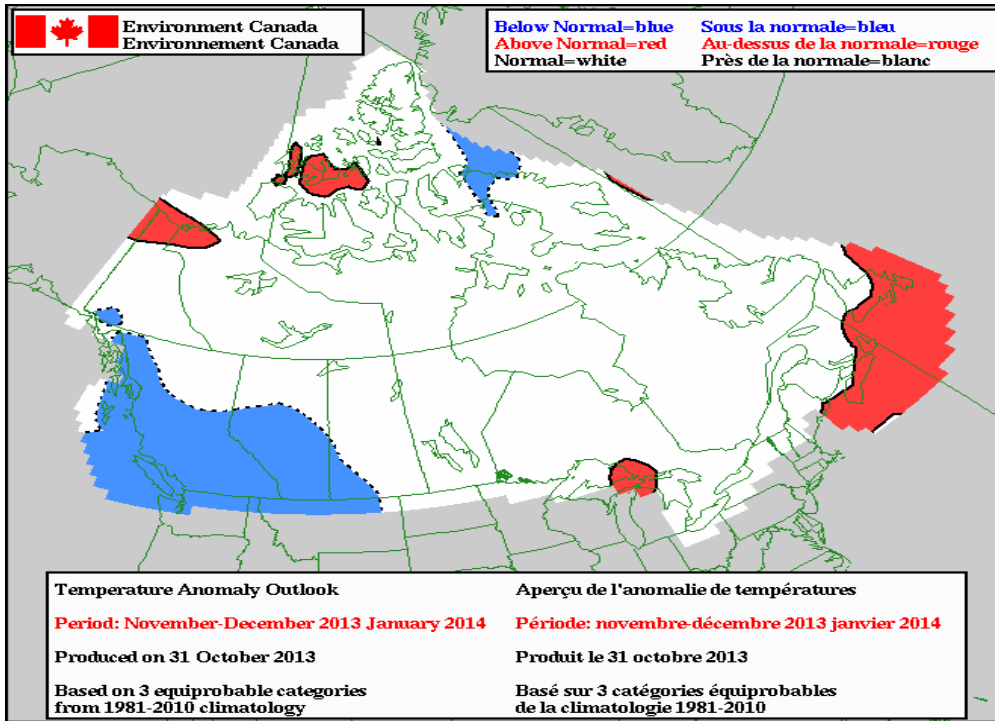 Environment Canada
Environnement Canada
Below Normal=blue Sous la normale=bleu
Above Normal=red Au-dessus de la normale=rouge
Normal=white Près de la normale=blanc
Temperature Anomaly Outlook
Period: November-December 2013 January 2014
Produced on 31 October 2013
Based on 3 equiprobable categories
from 1981-2010 climatology
Aperçu de l'anomalie de températures
Période: novembre-décembre 2013 janvier 2014
Produit le 31 octobre 2013
Basé sur 3 catégories équiprobables
de la climatologie 1981-2010